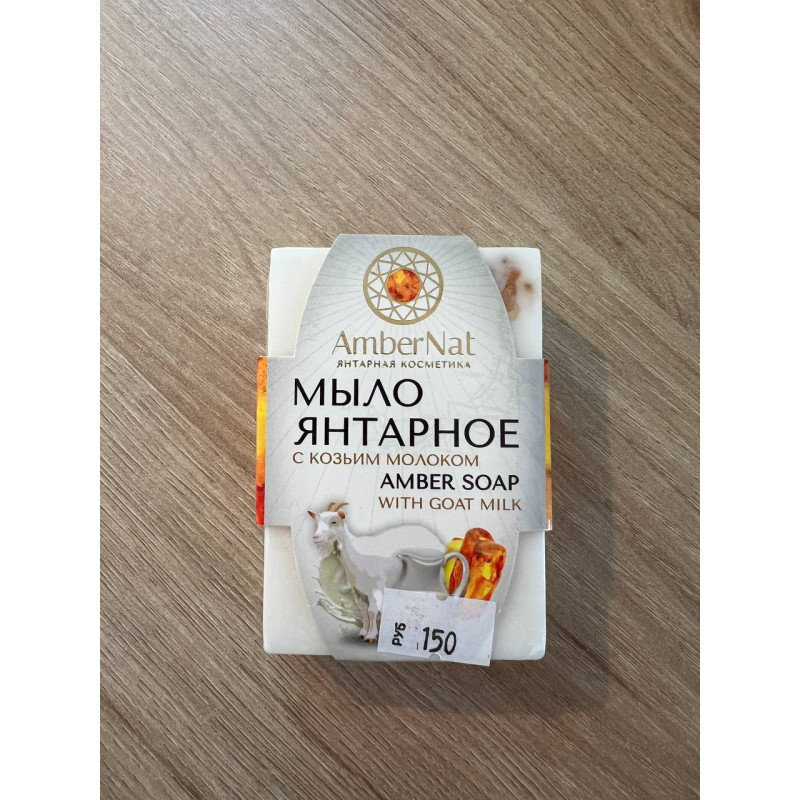 AmberNat
ЯНТАРНАЯ КОСМЕТИКА
МЫЛО
ЯНТАРНОЕ
С КОЗЬИМ МОЛОКОМ
AMBER SOAP
WITH GOAT MILK
РУБ 150